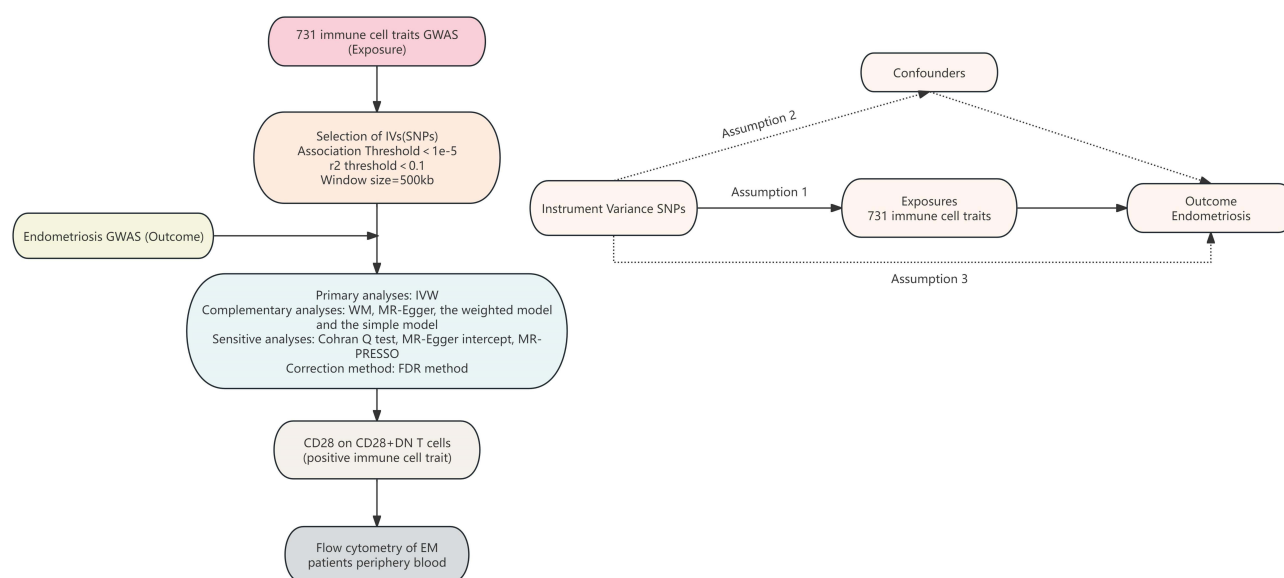 731 immune cell traits GWAS
(Exposure)
Selection of IVs(SNPs)
Association Threshold < 1e-5
r2 threshold < 0.1
Window size=500kb
Endometriosis GWAS (Outcome)
Primary analyses: IVW
Complementary analyses: WM, MR-Egger, the weighted model
and the simple model
Sensitive analyses: Cohran Q test, MR-Egger intercept, MR-
PRESSO
Correction method: FDR method
CD28 on CD28+DN T cells
(positive immune cell trait)
Flow cytometry of EM
patients periphery blood
Confounders
Assumption 2
Instrument Variance SNPs
Assumption 1
Exposures
731 immune cell traits
Outcome
Endometriosis
Assumption 3